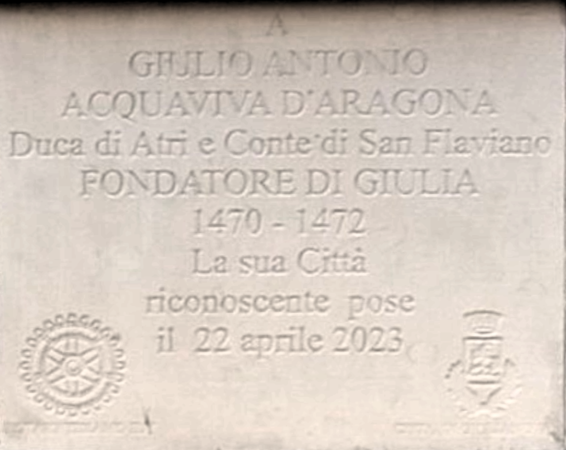 A
GIULIO ANTONIO
ACQUAVIVA D'ARAGONA
Duca di Atri e Conte di San Flaviano
FONDATORE DI GIULIA
1470 - 1472
La sua Città
riconoscente pose
il 22 aprile 2023